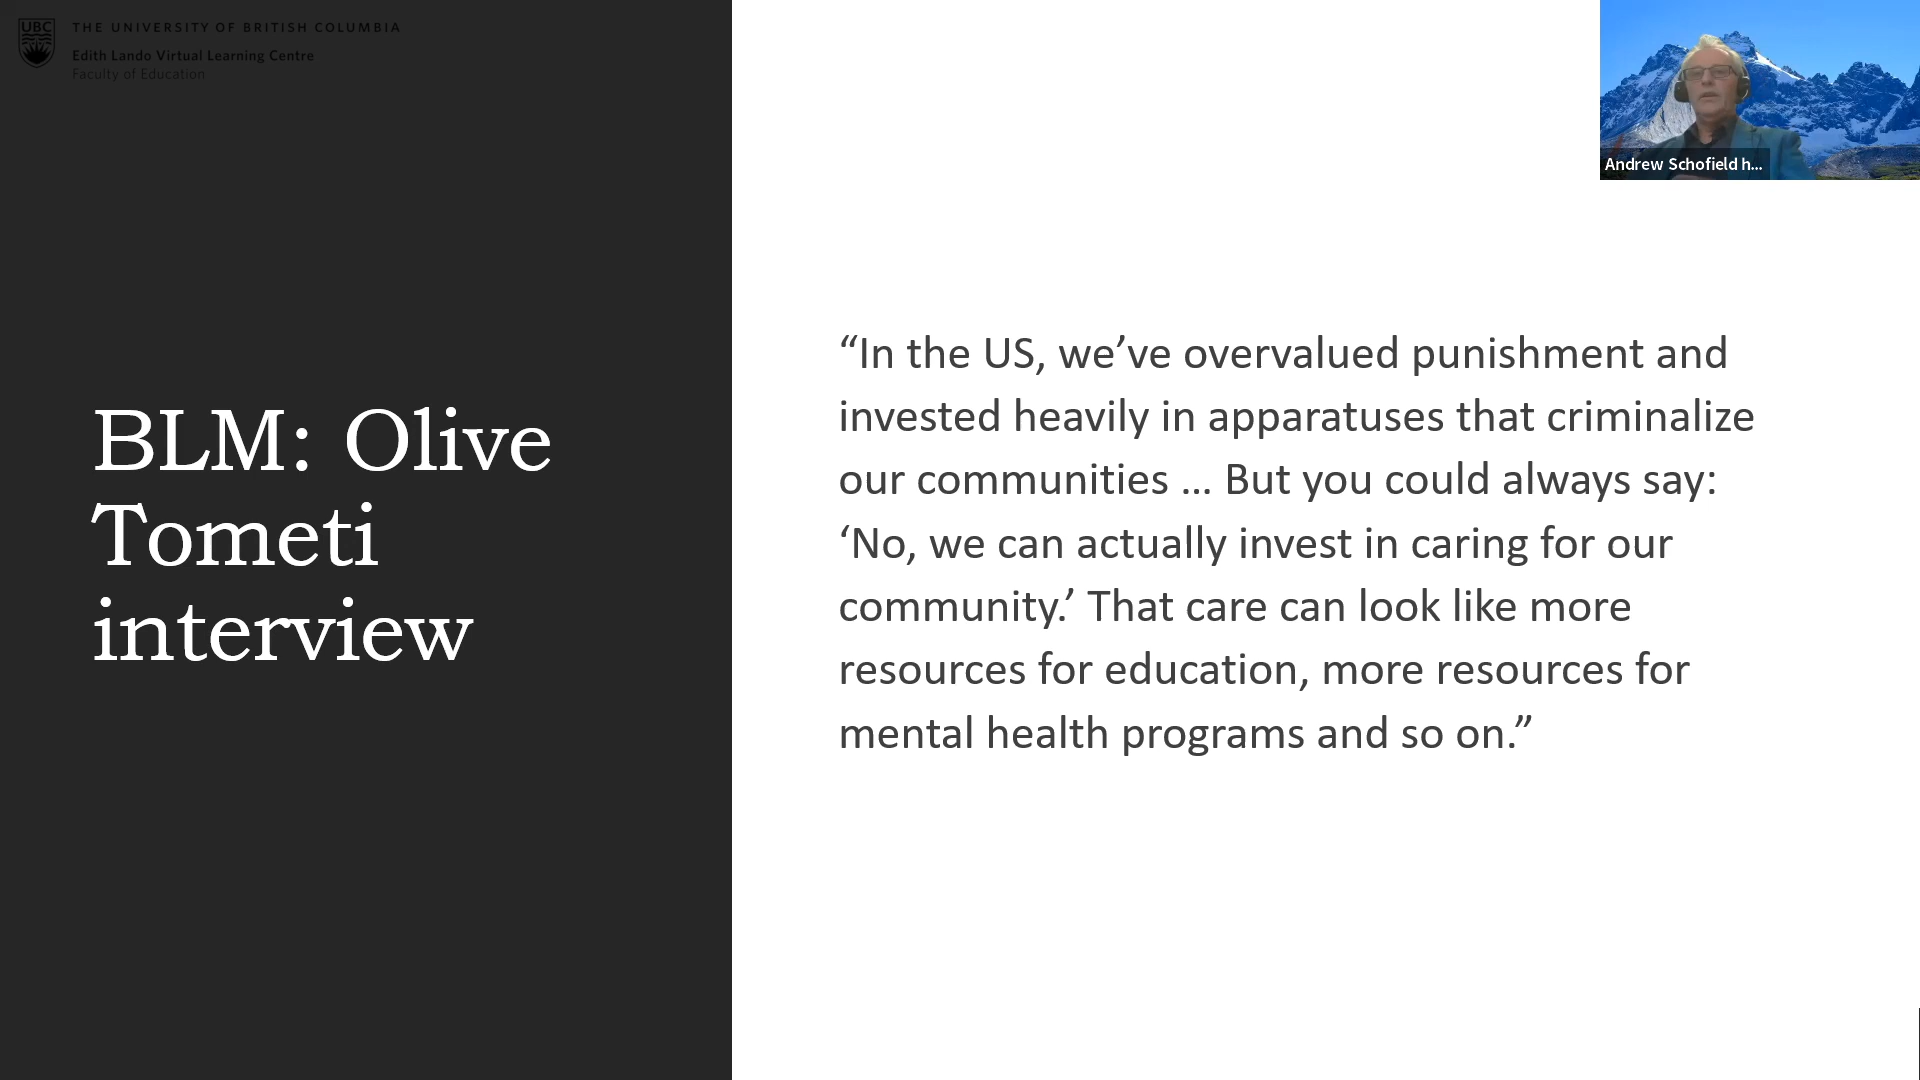 UBC
THE UNIVERSITY OF BRITISH COLUMBIA
Edith Lando Virtual Learning Centre
Faculty of Education
Andrew Schofield h...
BLM: Olive
Tometi
interview
“In the US, we’ve overvalued punishment and
invested heavily in apparatuses that criminalize
our communities … But you could always say:
‘No, we can actually invest in caring for our
community.’ That care can look like more
resources for education, more resources for
mental health programs and so on.”